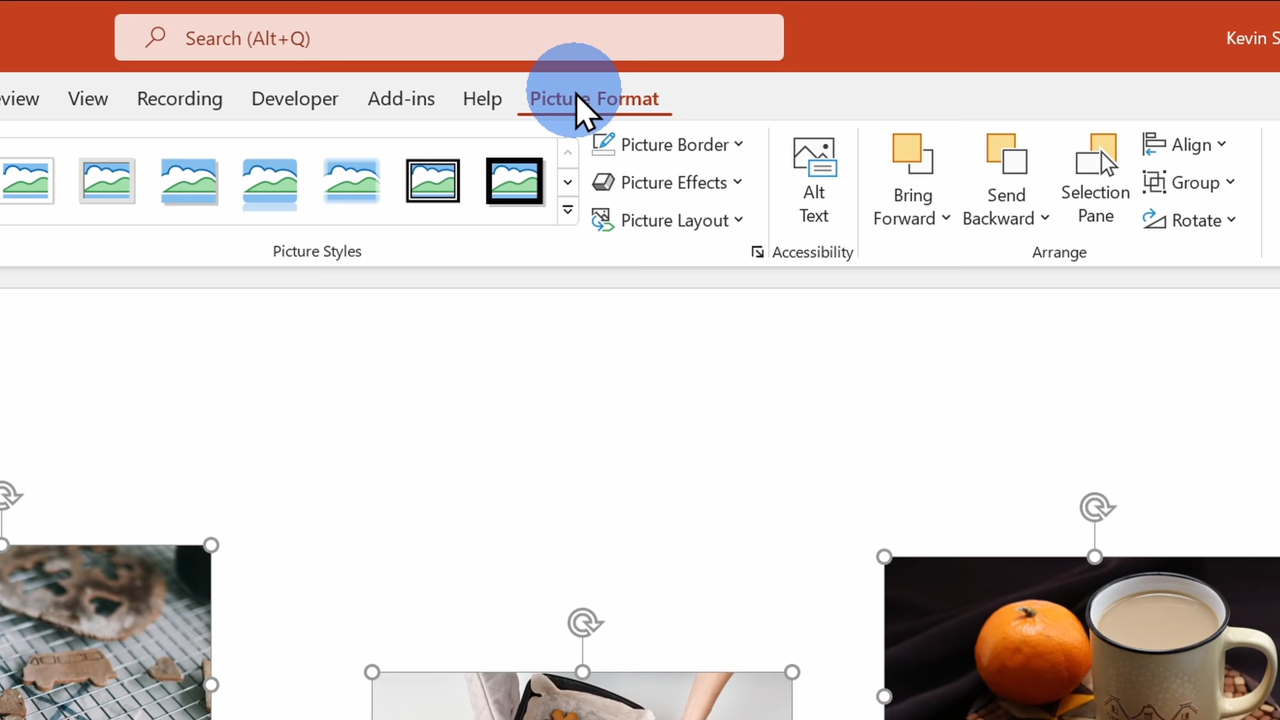 Search (Alt+Q)
Kevin S
view View Recording Developer Add-ins Help Picture Format
Picture Border
Picture Effects
Picture Layout
Alt
Text
Bring
Forward
Send
Backward
Selection
Pane
Align
Group
Rotate
Picture Styles
Accessibility
Arrange